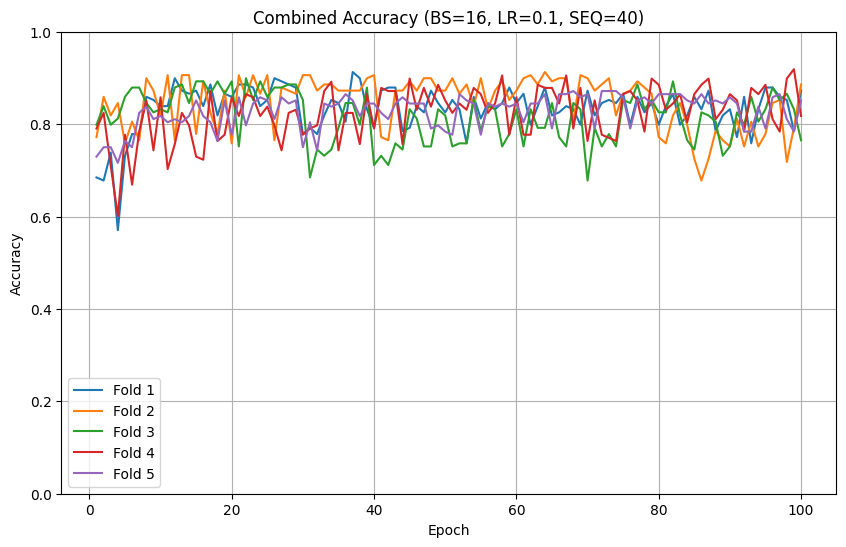 Combined Accuracy (BS=16, LR=0.1, SEQ=40)
1.0
0.8
0.6
0.4
0.2
0.0
Accuracy
Fold 1
Fold 2
Fold 3
Fold 4
Fold 5
0 20 40 60 80 100
Epoch